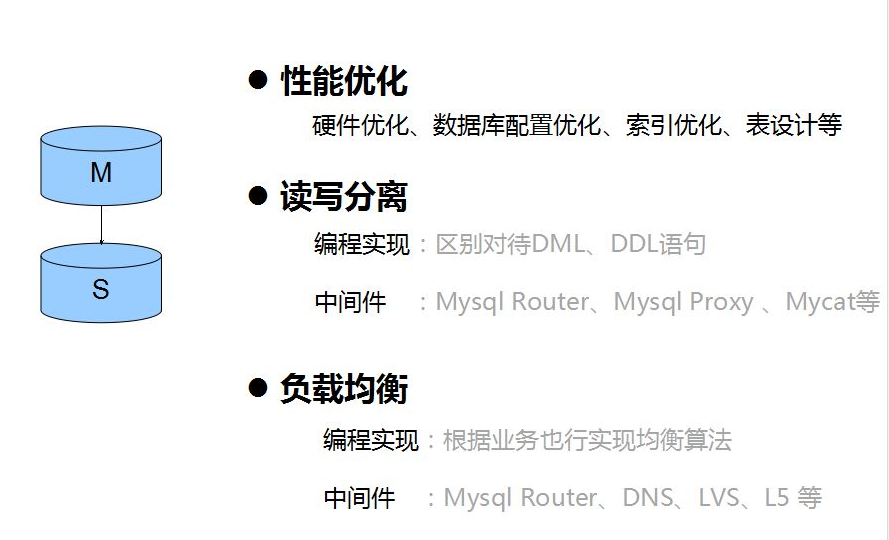 M
S
● 性能优化
硬件优化、数据库配置优化、索引优化、表设计等
● 读写分离
编程实现：区别对待DML、DDL语句
中间件 ：Mysql Router、Mysql Proxy 、Mycat等
● 负载均衡
编程实现：根据业务也行实现均衡算法
中间件 ：Mysql Router、DNS、LVS、L5 等